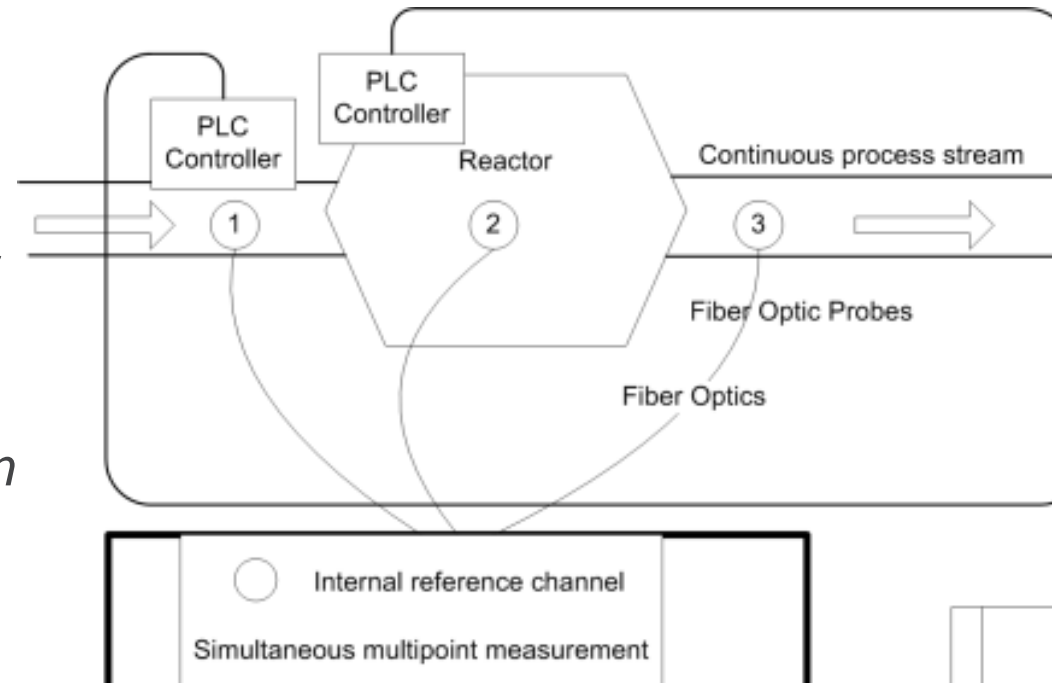 PLC
Controller
PLC
Controller
Reactor
Continuous process stream
1
2
3
Fiber Optic Probes
Fiber Optics
n
Internal reference channel
Simultaneous multipoint measurement